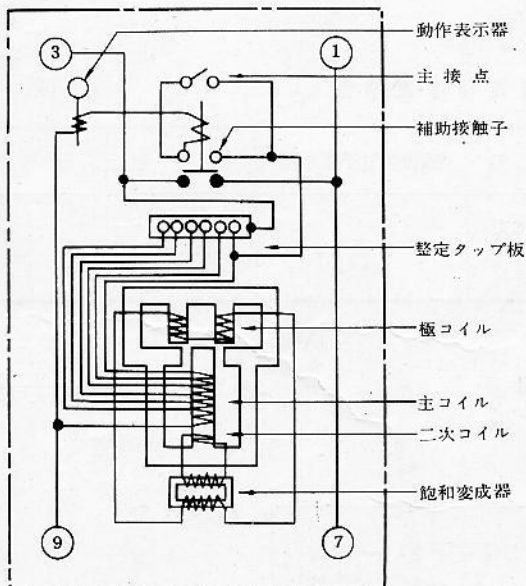 動作表示器
3
1
主接点
補助接触子
整定タップ板
極コイル
主コイル
二次コイル
飽和変成器
9
7